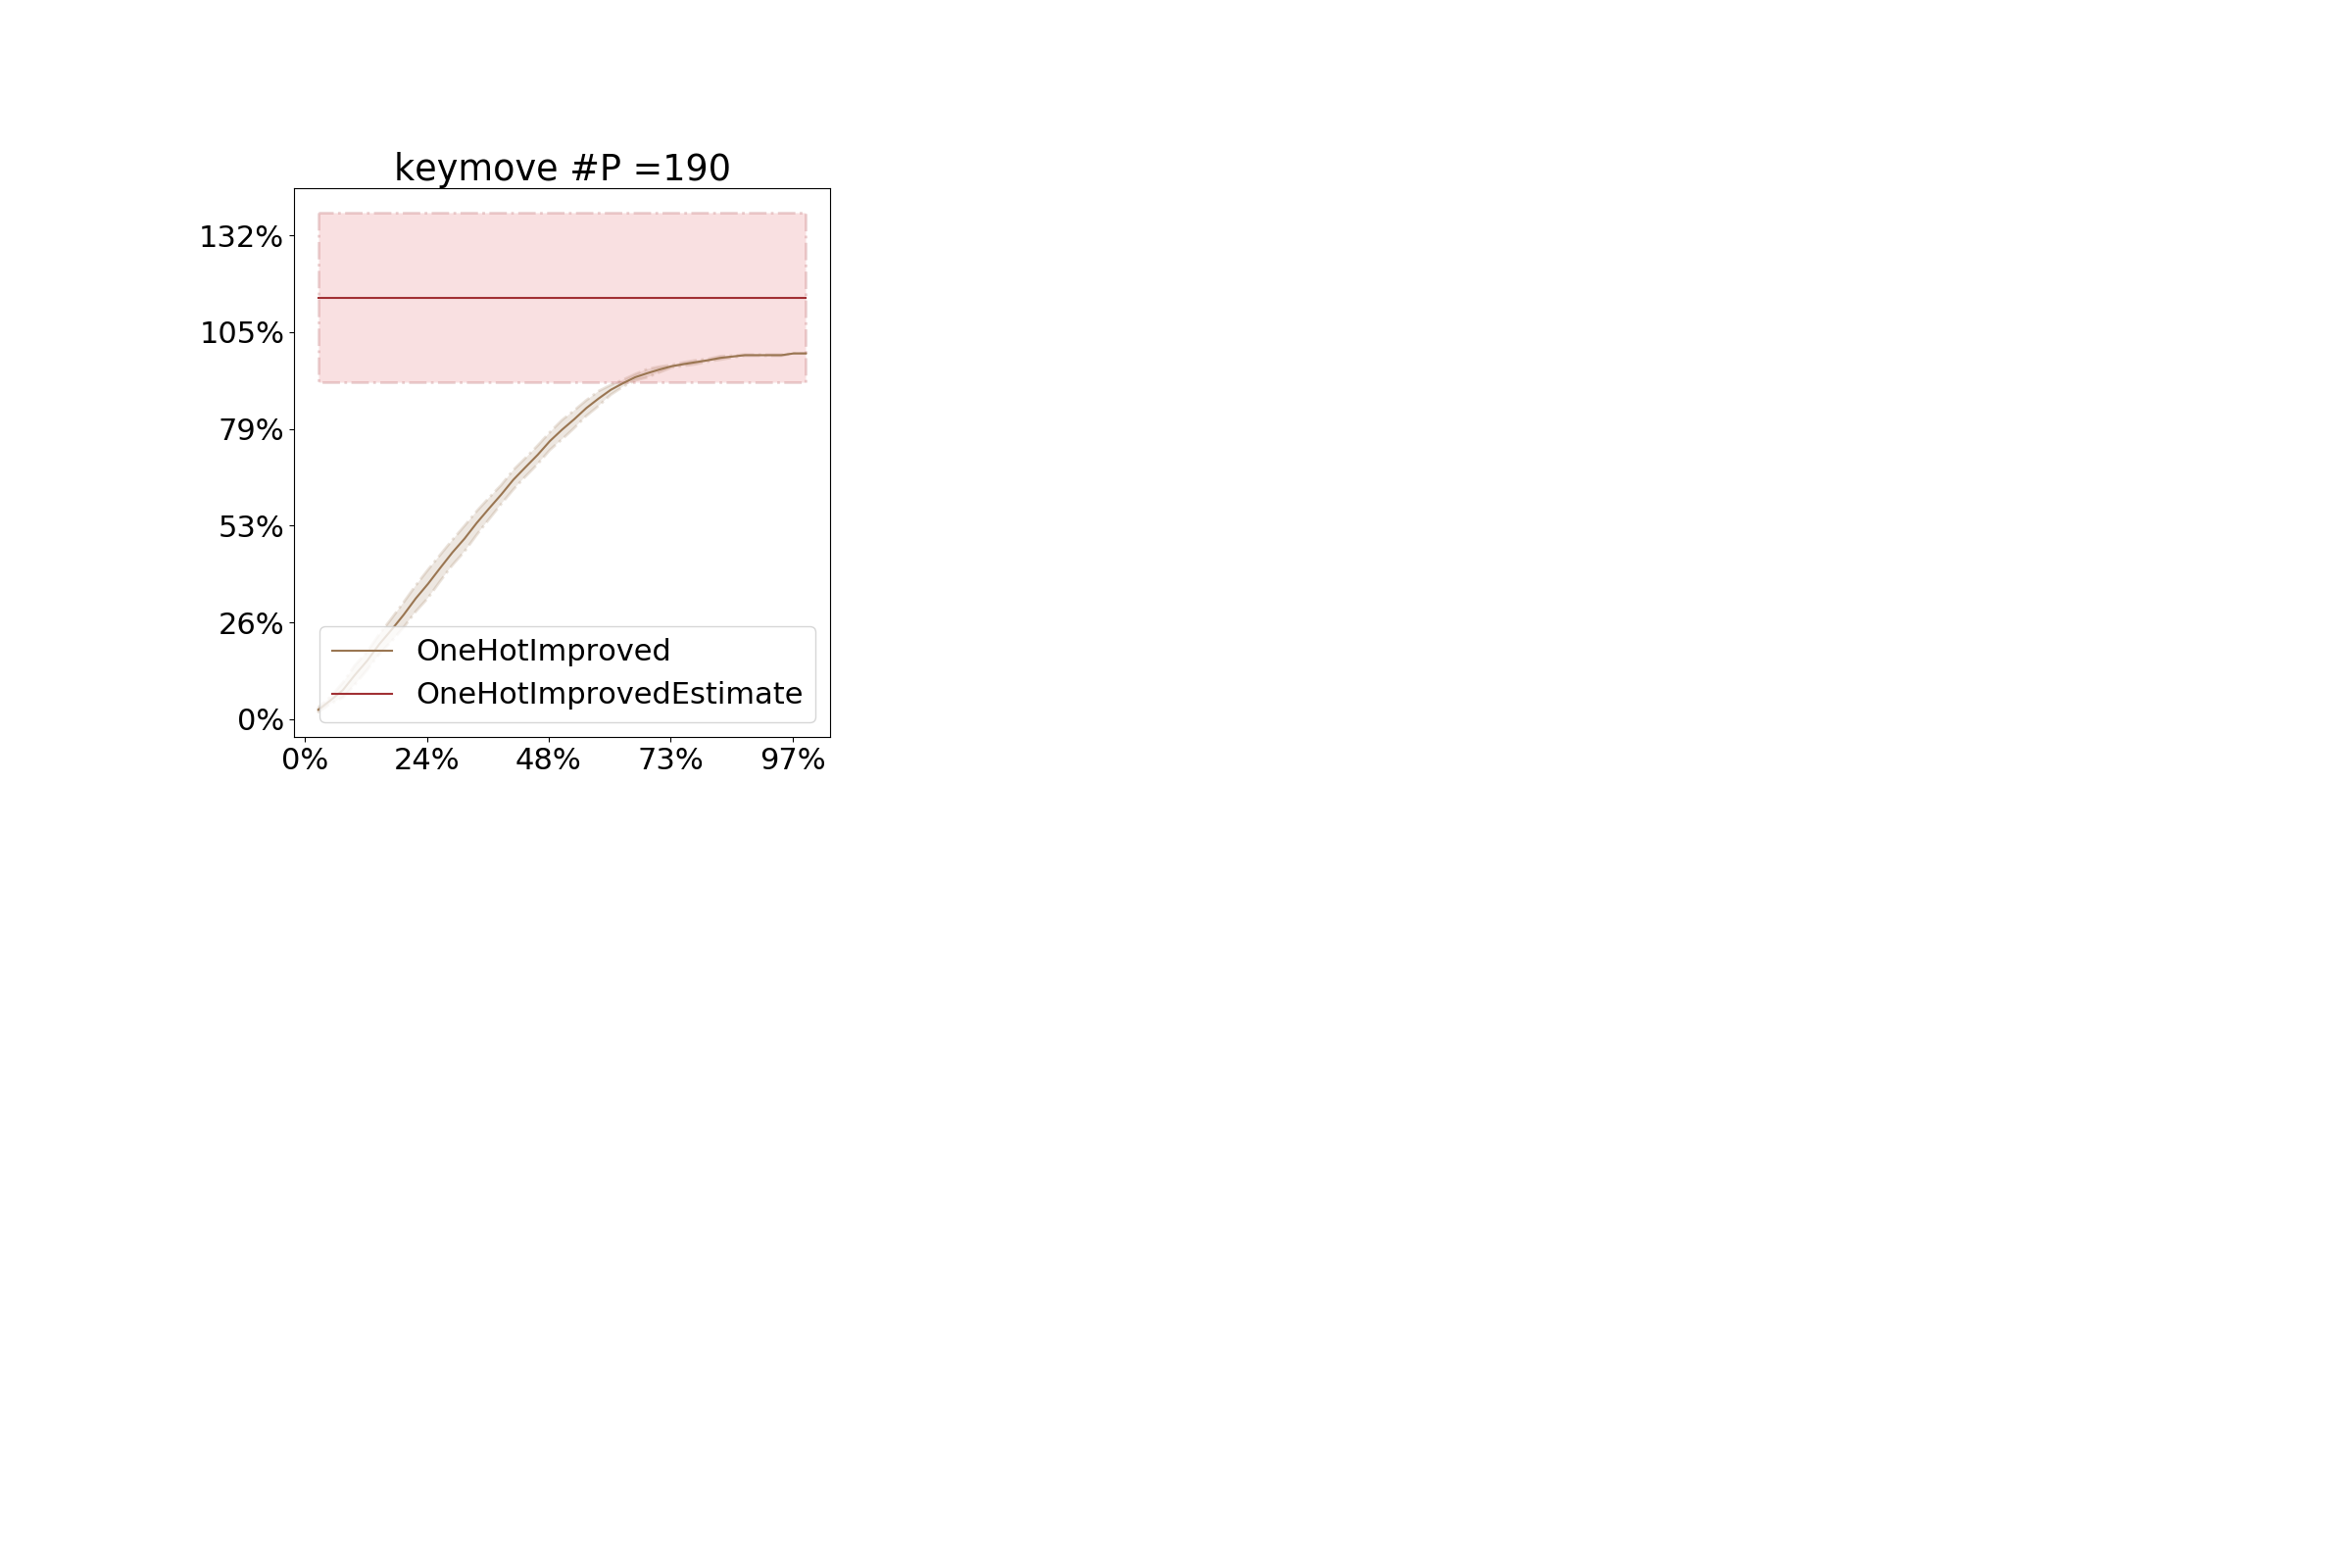 keymove #P =190
132%
105%
79%
53%
26%
0%
OneHotImproved
OneHotImprovedEstimate
0% 24% 48% 73% 97%